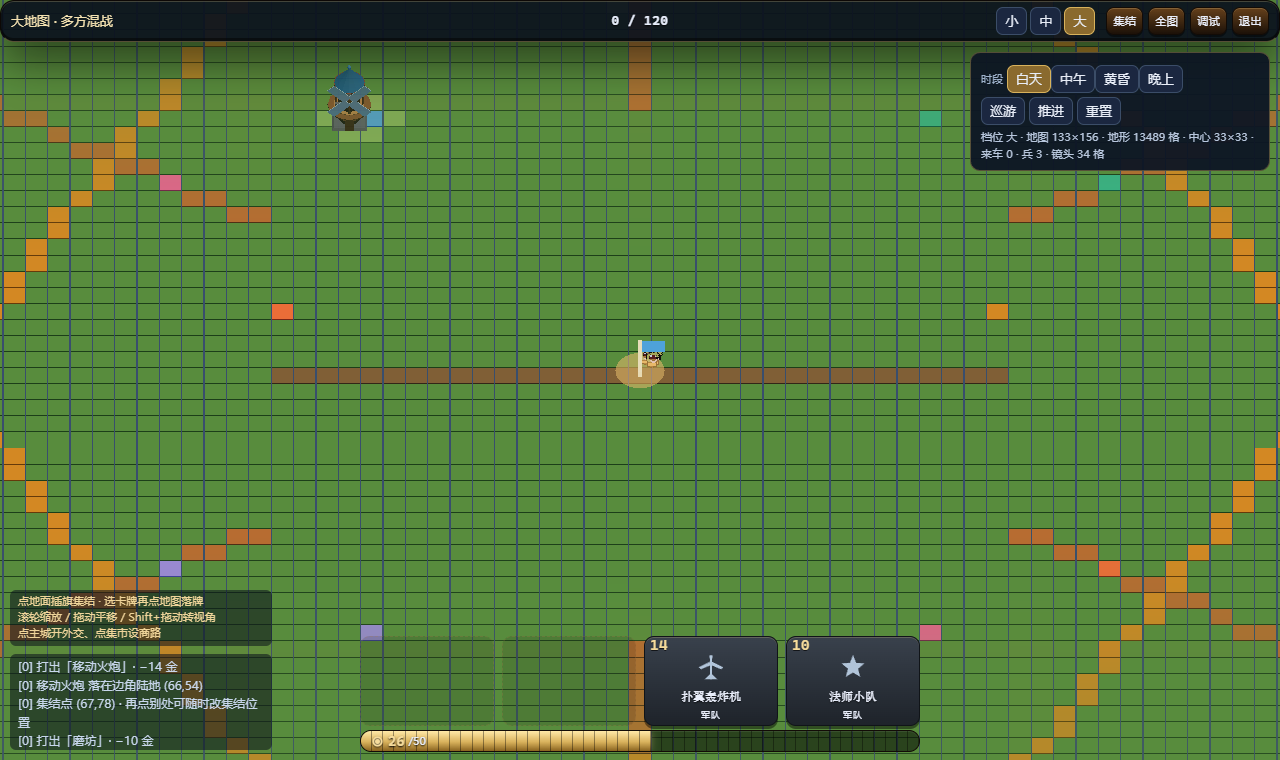 大地图 · 多方混战
0 / 120
小 中 大 集结 全图 调试 退出
时段 白天 中午 黄昏 晚上
巡游 推进 重置
档位 大 · 地图 133×156 · 地形 13489 格 · 中心 33×33 ·
来车 0 · 兵 3 · 镜头 34 格
点地面插旗集结 · 选卡牌再点地图落牌
滚轮缩放 / 拖动平移 / Shift+拖动转视角
点主城开外交、点集市设商路
[0] 打出「移动火炮」· −14 金
[0] 移动火炮 落在边角陆地 (66,54)
[0] 集结点 (67,78) · 再点别处可随时改集结位
置
[0] 打出「磨坊」· −10 金
14
扑翼轰炸机
军队
10
法师小队
军队
26 /50